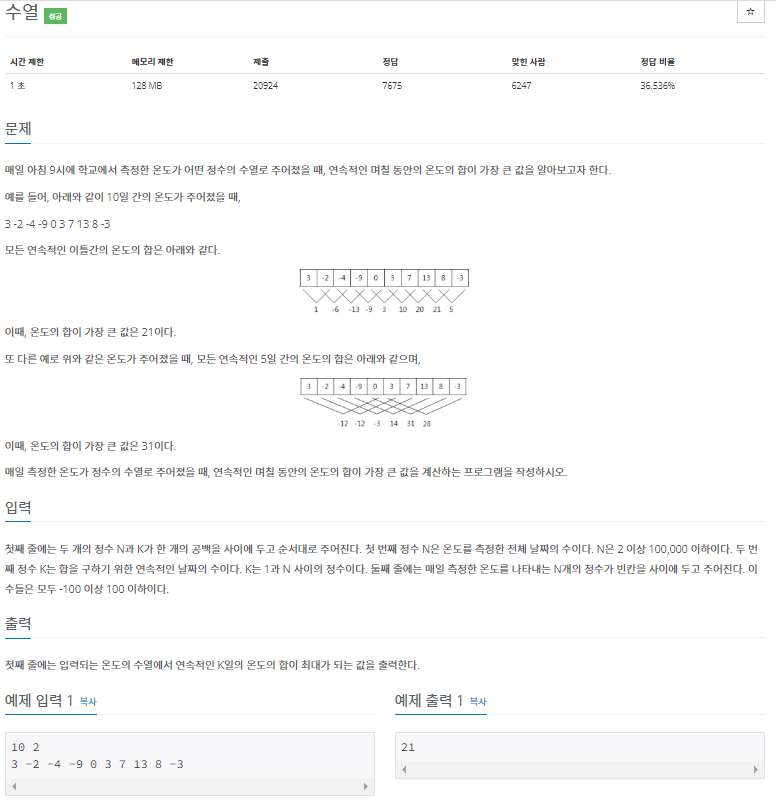 수열 성공
☆
시간 제한 메모리 제한 제출 정답 맞힌 사람 정답 비율
1 초 128 MB 20924 7675 6247 36.536%
문제
매일 아침 9시에 학교에서 측정한 온도가 어떤 정수의 수열로 주어졌을 때, 연속적인 며칠 동안의 온도의 합이 가장 큰 값을 알아보고자 한다.
예를 들어, 아래와 같이 10일 간의 온도가 주어졌을 때,
3 -2 -4 -9 0 3 7 13 8 -3
모든 연속적인 이틀간의 온도의 합은 아래와 같다.
3 -2 -4 -9 0 3 7 13 8 -3
1 -6 -13 -9 3 10 20 21 5
이때, 온도의 합이 가장 큰 값은 21이다.
또 다른 예로 위와 같은 온도가 주어졌을 때, 모든 연속적인 5일 간의 온도의 합은 아래와 같으며,
3 -2 -4 -9 0 3 7 13 8 -3
-12 -12 -3 14 31 28
이때, 온도의 합이 가장 큰 값은 31이다.
매일 측정한 온도가 정수의 수열로 주어졌을 때, 연속적인 며칠 동안의 온도의 합이 가장 큰 값을 계산하는 프로그램을 작성하시오.
입력
첫째 줄에는 두 개의 정수 N과 K가 한 개의 공백을 사이에 두고 순서대로 주어진다. 첫 번째 정수 N은 온도를 측정한 전체 날짜의 수이다. N은 2 이상 100,000 이하이다. 두 번
째 정수 K는 합을 구하기 위한 연속적인 날짜의 수이다. K는 1과 N 사이의 정수이다. 둘째 줄에는 매일 측정한 온도를 나타내는 N개의 정수가 빈칸을 사이에 두고 주어진다. 이
수들은 모두 -100 이상 100 이하이다.
출력
첫째 줄에는 입력되는 온도의 수열에서 연속적인 K일의 온도의 합이 최대가 되는 값을 출력한다.
예제 입력 1 복사
10 2
3 -2 -4 -9 0 3 7 13 8 -3
예제 출력 1 복사
21